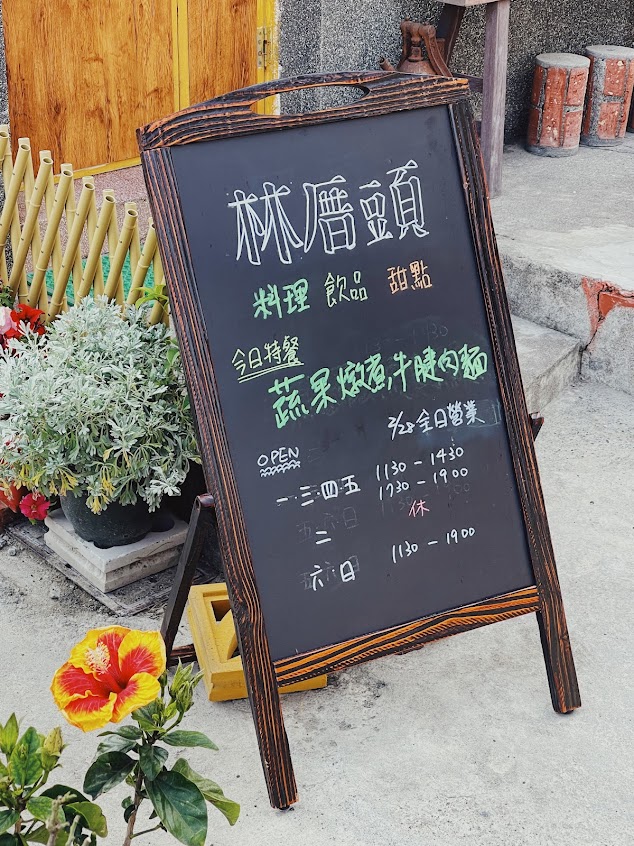 林厝頭
料理 飲品 甜點
今日特餐
蔬果燉煮牛腱肉麵
2/28 全日營業
OPEN
一·三·四·五 1130 - 1430
1730 - 1900
二 休
六·日 1130 - 1900